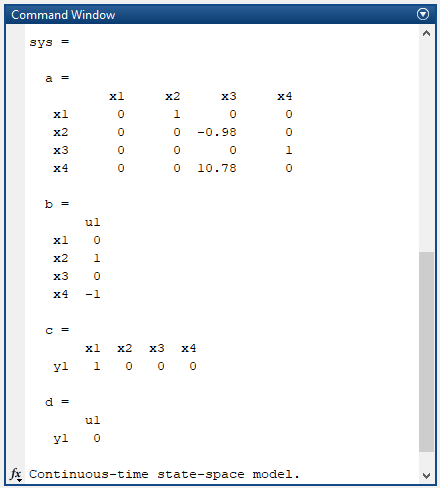 Command Window
sys =
a =
x1 x2 x3 x4
x1 0 1 0 0
x2 0 0 -0.98 0
x3 0 0 0 1
x4 0 0 10.78 0
b =
u1
x1 0
x2 1
x3 0
x4 -1
c =
x1 x2 x3 x4
y1 1 0 0 0
d =
u1
y1 0
fx Continuous-time state-space model.